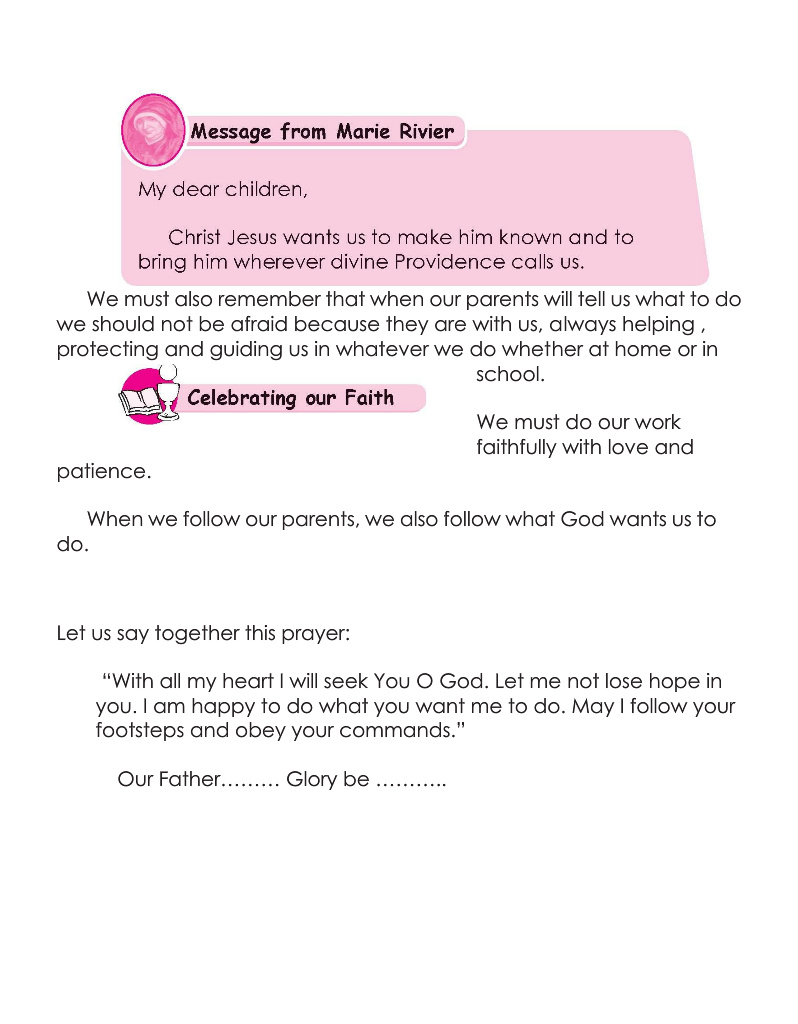 Message from Marie Rivier
My dear children,
Christ Jesus wants us to make him known and to
bring him wherever divine Providence calls us.
We must also remember that when our parents will tell us what to do
we should not be afraid because they are with us, always helping ,
protecting and guiding us in whatever we do whether at home or in
school.
Celebrating our Faith
We must do our work
faithfully with love and
patience.
When we follow our parents, we also follow what God wants us to
do.
Let us say together this prayer:
“With all my heart I will seek You O God. Let me not lose hope in
you. I am happy to do what you want me to do. May I follow your
footsteps and obey your commands.”
Our Father……… Glory be ………..